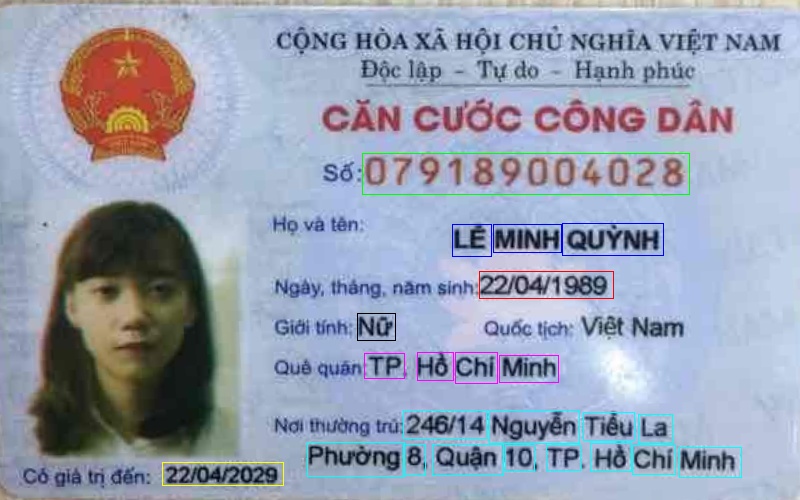 CỘNG HÒA XÃ HỘI CHỦ NGHĨA VIỆT NAM
Độc lập - Tự do - Hạnh phúc
CĂN CƯỚC CÔNG DÂN
Số: 079189004028
Họ và tên:
LÊ MINH QUỲNH
Ngày, tháng, năm sinh: 22/04/1989
Giới tính: Nữ Quốc tịch: Việt Nam
Quê quán: TP. Hồ Chí Minh
Nơi thường trú: 246/14 Nguyễn Tiểu La
Phường 8, Quận 10, TP. Hồ Chí Minh
Có giá trị đến: 22/04/2029